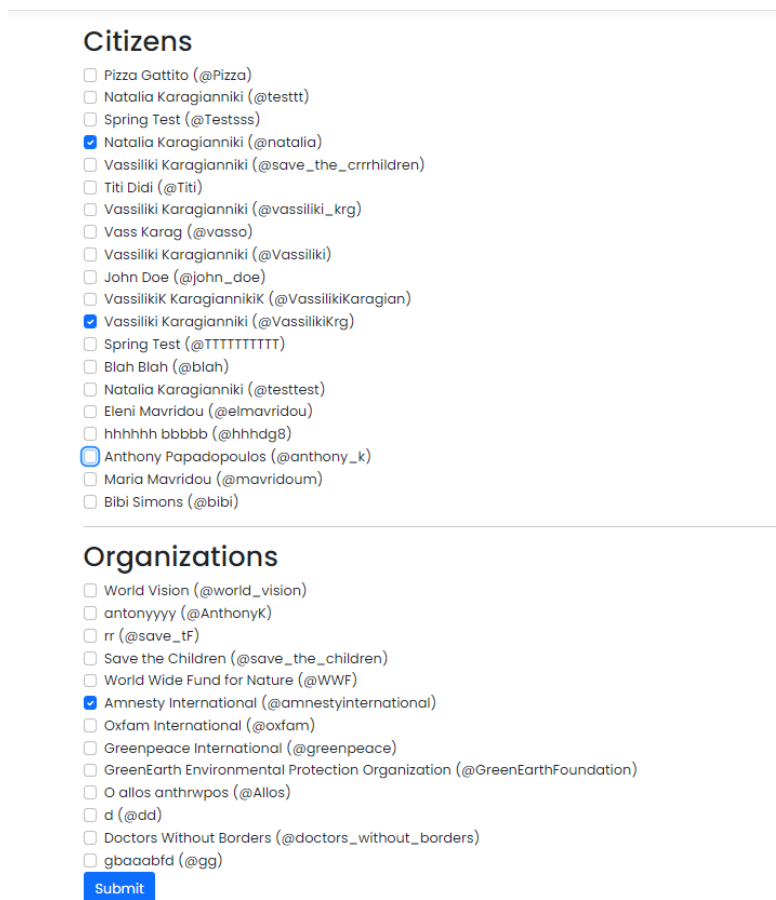 Citizens
Pizza Gattito (@Pizza)
Natalia Karagianniki (@testtt)
Spring Test (@Testsss)
Natalia Karagianniki (@natalia)
Vassiliki Karagianniki (@save_the_crrrhildren)
Titi Didi (@Titi)
Vassiliki Karagianniki (@vassiliki_krg)
Vass Karag (@vasso)
Vassiliki Karagianniki (@Vassiliki)
John Doe (@john_doe)
VassilikiK KaragiannikiK (@VassilikiKaragian)
Vassiliki Karagianniki (@VassilikiKrg)
Spring Test (@TTTTTTTTTT)
Blah Blah (@blah)
Natalia Karagianniki (@testtest)
Eleni Mavridou (@elmavridou)
hhhhhh bbbbb (@hhhdg8)
Anthony Papadopoulos (@anthony_k)
Maria Mavridou (@mavridoum)
Bibi Simons (@bibi)
Organizations
World Vision (@world_vision)
antonyyyy (@AnthonyK)
rr (@save_tF)
Save the Children (@save_the_children)
World Wide Fund for Nature (@WWF)
Amnesty International (@amnestyinternational)
Oxfam International (@oxfam)
Greenpeace International (@greenpeace)
GreenEarth Environmental Protection Organization (@GreenEarthFoundation)
O allos anthrwpos (@Allos)
d (@dd)
Doctors Without Borders (@doctors_without_borders)
gbaaabfd (@gg)
Submit